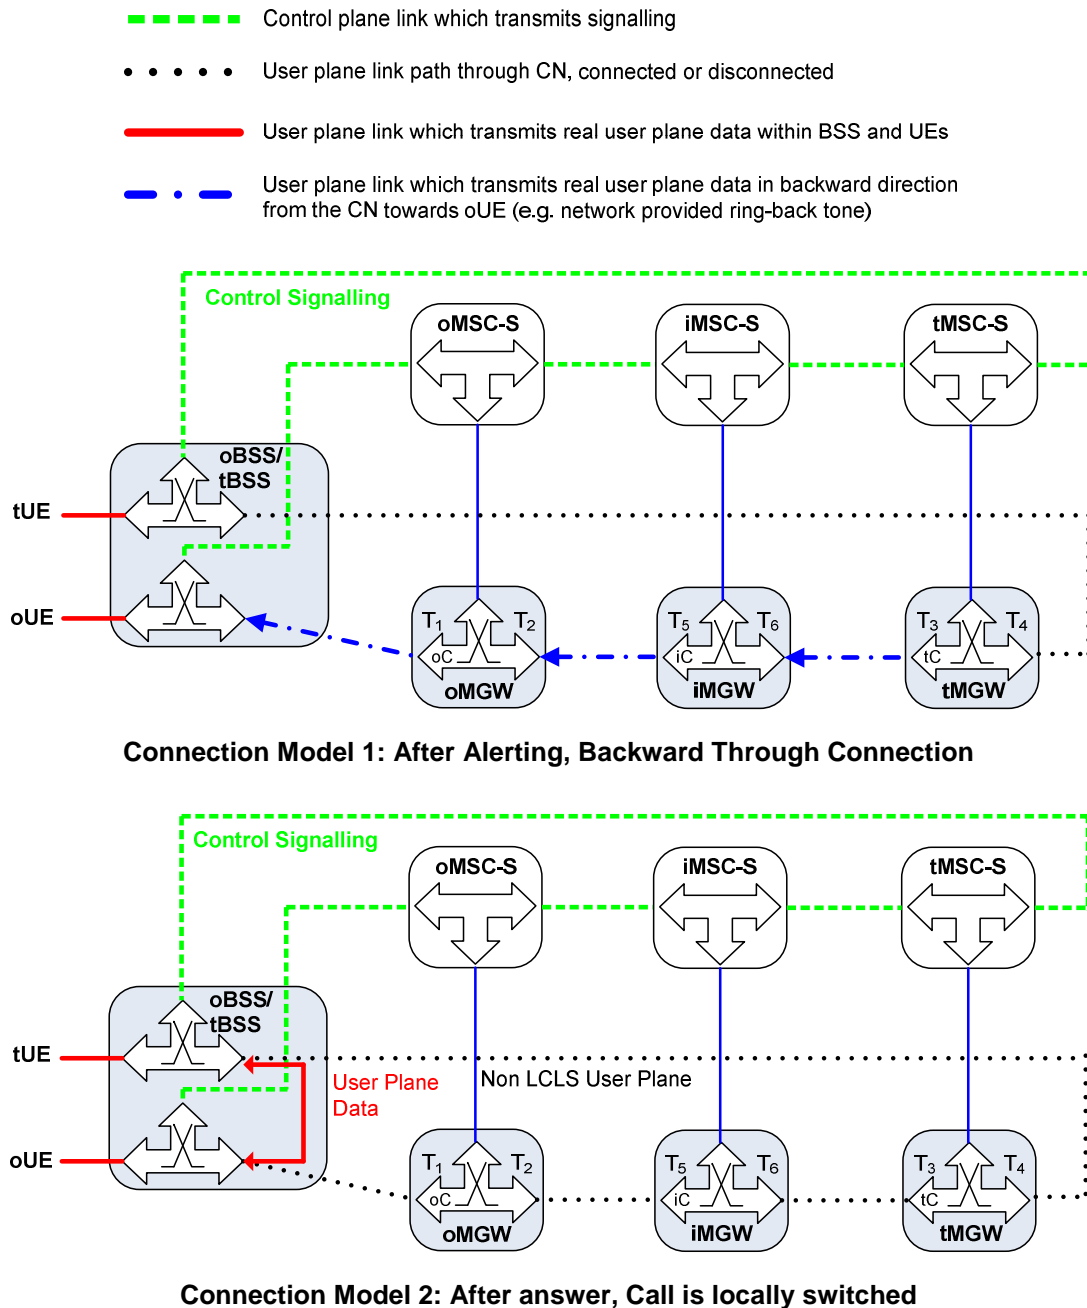 Control plane link which transmits signalling
User plane link path through CN, connected or disconnected
User plane link which transmits real user plane data within BSS and UEs
User plane link which transmits real user plane data in backward direction
from the CN towards oUE (e.g. network provided ring-back tone)
Control Signalling
oMSC-S
iMSC-S
tMSC-S
oBSS/
tBSS
tUE
oUE
T1
T2
oC
oMGW
T5
T6
iC
iMGW
T3
T4
tC
tMGW
Connection Model 1: After Alerting, Backward Through Connection
Control Signalling
oMSC-S
iMSC-S
tMSC-S
oBSS/
tBSS
tUE
User Plane
Data
Non LCLS User Plane
oUE
T1
T2
oC
oMGW
T5
T6
iC
iMGW
T3
T4
tC
tMGW
Connection Model 2: After answer, Call is locally switched